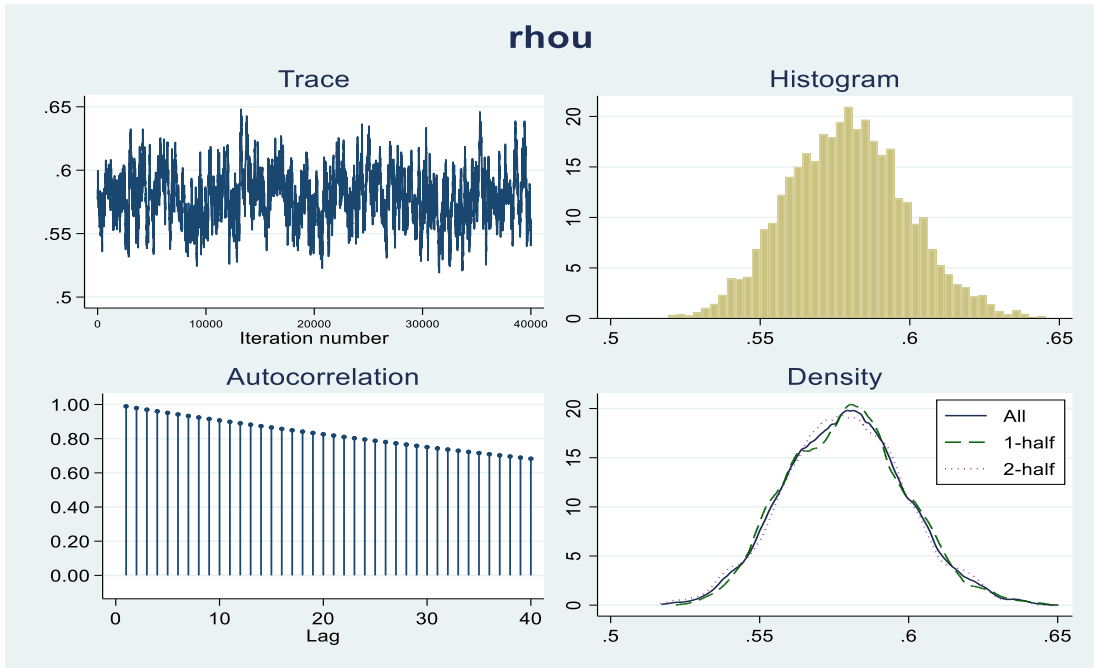 rhou
Trace
.65
.6
.55
.5
0 10000 20000 30000 40000
Iteration number
Histogram
20
15
10
5
0
.5 .55 .6 .65
Autocorrelation
1.00
0.80
0.60
0.40
0.20
0.00
0 10 20 30 40
Lag
Density
20
15
10
5
0
.5 .55 .6 .65
All
1-half
2-half